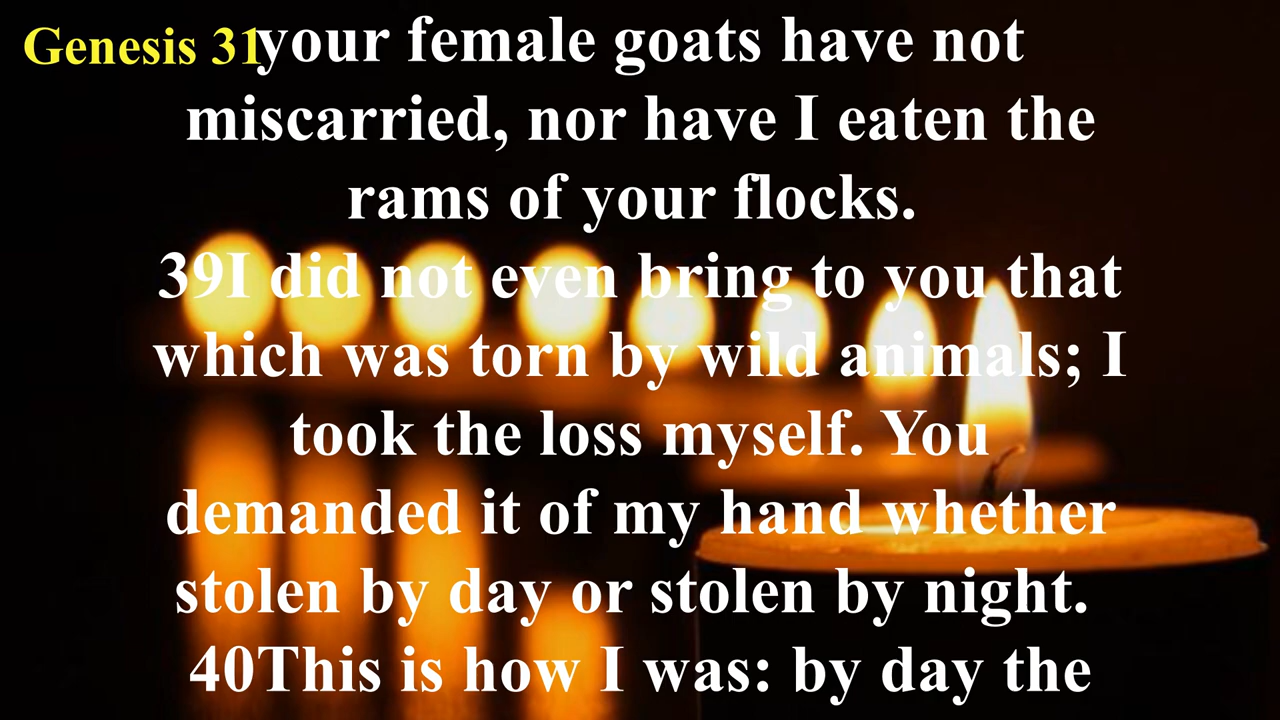 Genesis 31
your female goats have not
miscarried, nor have I eaten the
rams of your flocks.
39I did not even bring to you that
which was torn by wild animals; I
took the loss myself. You
demanded it of my hand whether
stolen by day or stolen by night.
40This is how I was: by day the